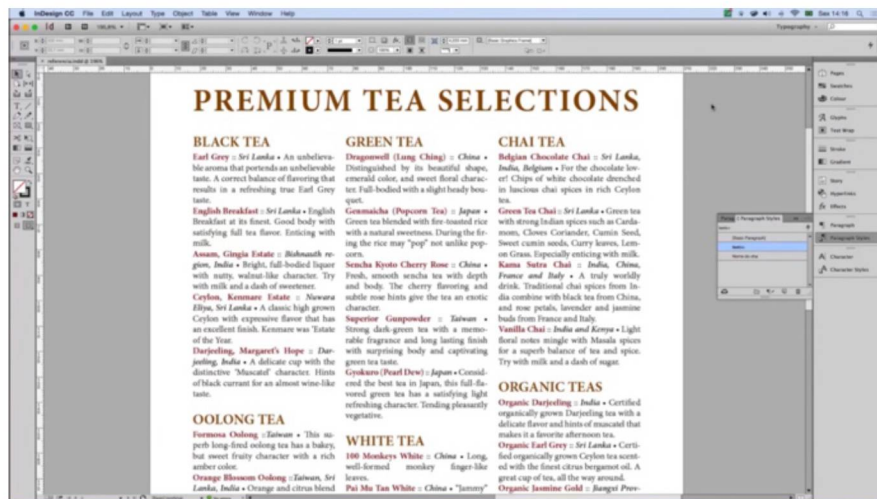 InDesign CC File Edit Layout Type Object Table View Window Help
Sex 14:16
Typography
PREMIUM TEA SELECTIONS
BLACK TEA
Earl Grey :: Sri Lanka • An unbelieva-
ble aroma that portends an unbelievable
taste. A correct balance of flavoring that
results in a refreshing true Earl Grey
tea.
English Breakfast :: Sri Lanka • English
Breakfast at its finest. Good body with
satisfying full tea flavor. Enticing with
milk.
Assam, Gingia Estate :: Bishnauth re-
gion, India • Bright, full-bodied liquor
with nutty, walnut-like character. Try
with milk and a dash of sweetener.
Ceylon, Kenmare Estate :: Nuwara
Eliya, Sri Lanka • A classic high grown
Ceylon with expressive flavor that has
an excellent finish. Kenmare was 'Estate
of the Year.
Darjeeling, Margaret's Hope :: Dar-
jeeling, India • A delicate cup with the
distinctive 'Muscatel' character. Hints
of black currant for an almost wine-like
taste.
OOLONG TEA
Formosa Oolong ::Taiwan • This su-
perb long-fired oolong tea has a bakey,
but sweet fruity character with a rich
amber color.
Orange Blossom Oolong ::Taiwan, Sri
Lanka, India • Orange and citrus blend
GREEN TEA
Dragonwell (Lung Ching) :: China •
Distinguished by its beautiful shape,
emerald color, and sweet floral charac-
ter. Full-bodied with a slight heady bou-
quet.
Genmaicha (Popcorn Tea) :: Japan •
Green tea blended with fire-toasted rice
with a natural sweetness. During the fir-
ing the rice may "pop" not unlike pop-
corn.
Sencha Kyoto Cherry Rose :: China •
Fresh, smooth sencha tea with depth
and body. The cherry flavoring and
subtle rose hints give the tea an exotic
character.
Superior Gunpowder :: Taiwan •
Strong dark-green tea with a memo-
rable fragrance and long lasting finish
with surprising body and captivating
green tea taste.
Gyokuro (Pearl Dew) :: Japan • Consid-
ered the best tea in Japan, this full-fla-
vored green tea has a satisfying light
refreshing character. Tending pleasantly
vegetative.
WHITE TEA
100 Monkeys White :: China • Long,
well-formed monkey finger-like
leaves.
Pai Mu Tan White :: China • "Jammy"
CHAI TEA
Belgian Chocolate Chai :: Sri Lanka,
India, Belgium • For the chocolate lov-
er! Chips of white chocolate drenched
in luscious chai spices in rich Ceylon
tea.
Green Tea Chai :: Sri Lanka • Green tea
with strong Indian spices such as Carda-
mom, Cloves Coriander, Cumin Seed,
Sweet cumin seeds, Curry leaves, Lem-
on Grass. Especially enticing with milk.
Kama Sutra Chai :: India, China,
France and Italy • A truly worldly
drink. Traditional chai spices from In-
dia combine with black tea from China,
and rose petals, lavender and jasmine
buds from France and Italy.
Vanilla Chai :: India and Kenya • Light
floral notes mingle with Masala spices
for a superb balance of tea and spice.
Try with milk and a dash of sugar.
ORGANIC TEAS
Organic Darjeeling :: India • Certified
organically grown Darjeeling tea with a
delicate flavor and hints of muscatel that
makes it a favorite afternoon tea.
Organic Earl Grey :: Sri Lanka • Certi-
fied organically grown Ceylon tea scent-
ed with the finest citrus bergamot oil. A
great cup of tea, all the way around.
Organic Jasmine Gold :: Jiangxi Prov-
Paragraph Styles
[Basic Paragraph]
Pages
Swatches
Colour
Glyphs
Text Wrap
Stroke
Gradient
Story
Hyperlinks
Effects
Paragraph
Paragraph Styles
Character
Character Styles